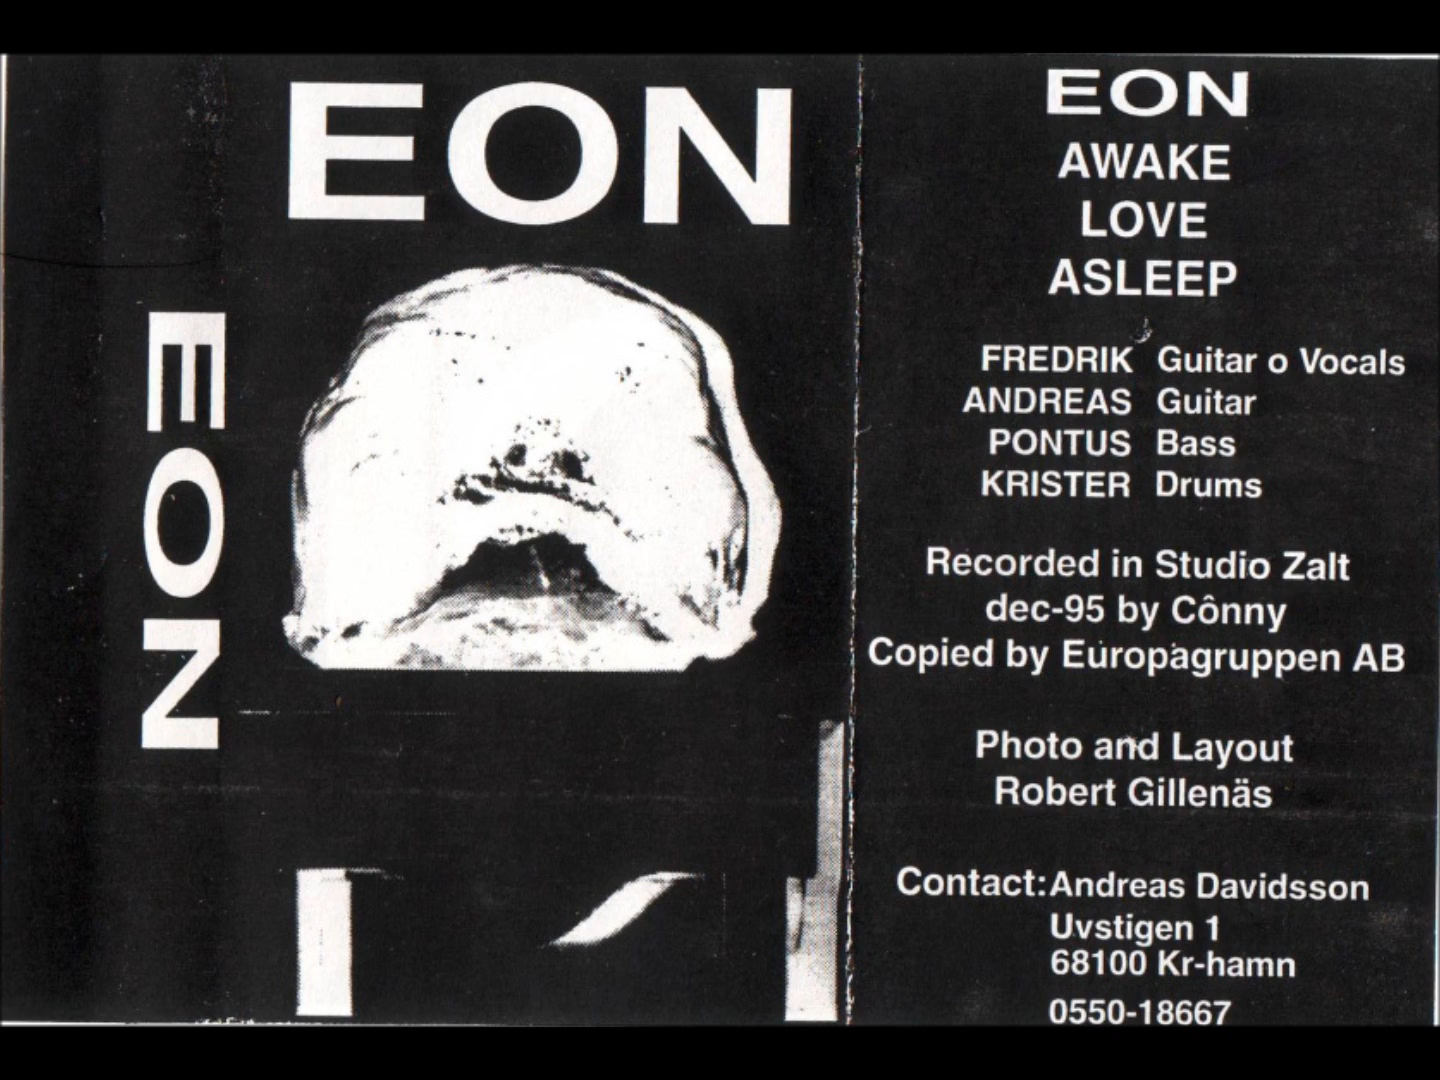 EON
EON
EON
AWAKE
LOVE
ASLEEP
FREDRIK Guitar o Vocals
ANDREAS Guitar
PONTUS Bass
KRISTER Drums
Recorded in Studio Zalt
dec-95 by Cônny
Copied by Europagruppen AB
Photo and Layout
Robert Gillenäs
Contact: Andreas Davidsson
Uvstigen 1
68100 Kr-hamn
0550-18667